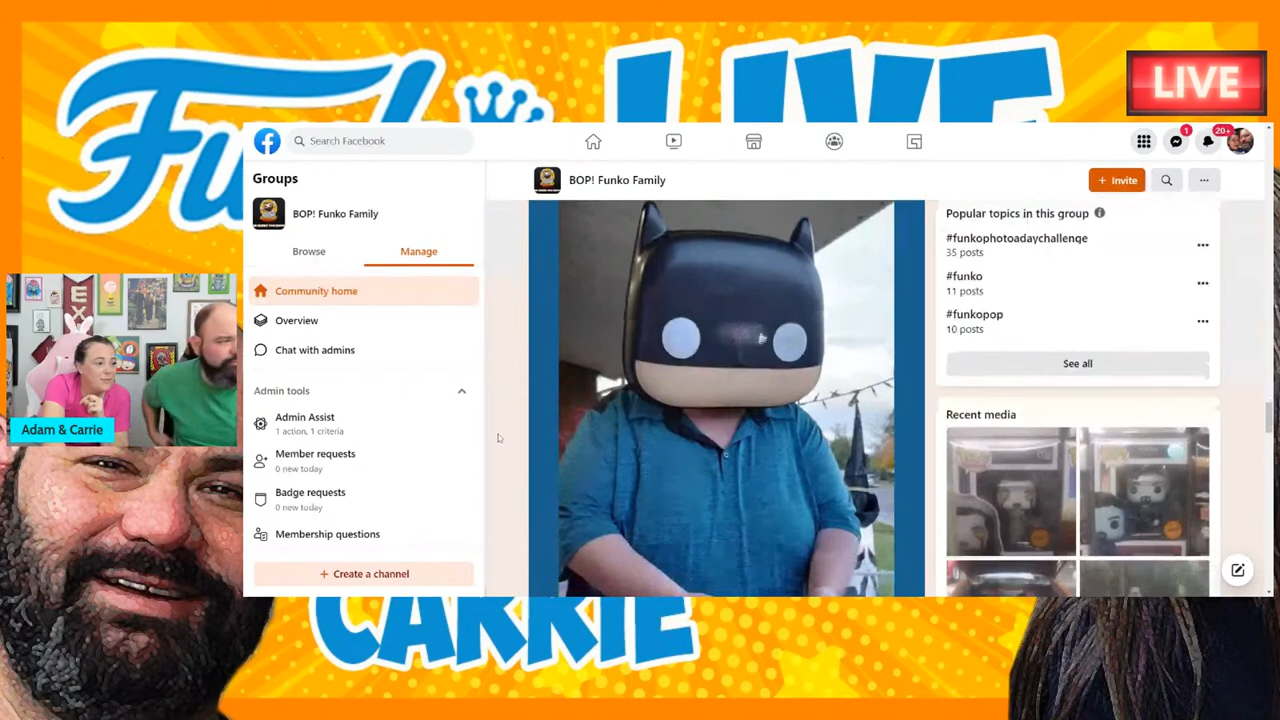 LIVE
LIVE
Search Facebook
1
20+
Groups
BOP! Funko Family
Browse
Manage
Community home
Overview
Chat with admins
Admin tools
Admin Assist
1 action, 1 criteria
Member requests
0 new today
Badge requests
0 new today
Membership questions
+ Create a channel
BOP! Funko Family
+ Invite
Popular topics in this group
#funkophotoadaychallenge
35 posts
#funko
11 posts
#funkopop
10 posts
See all
Recent media
EX
Adam & Carrie
CARRIE